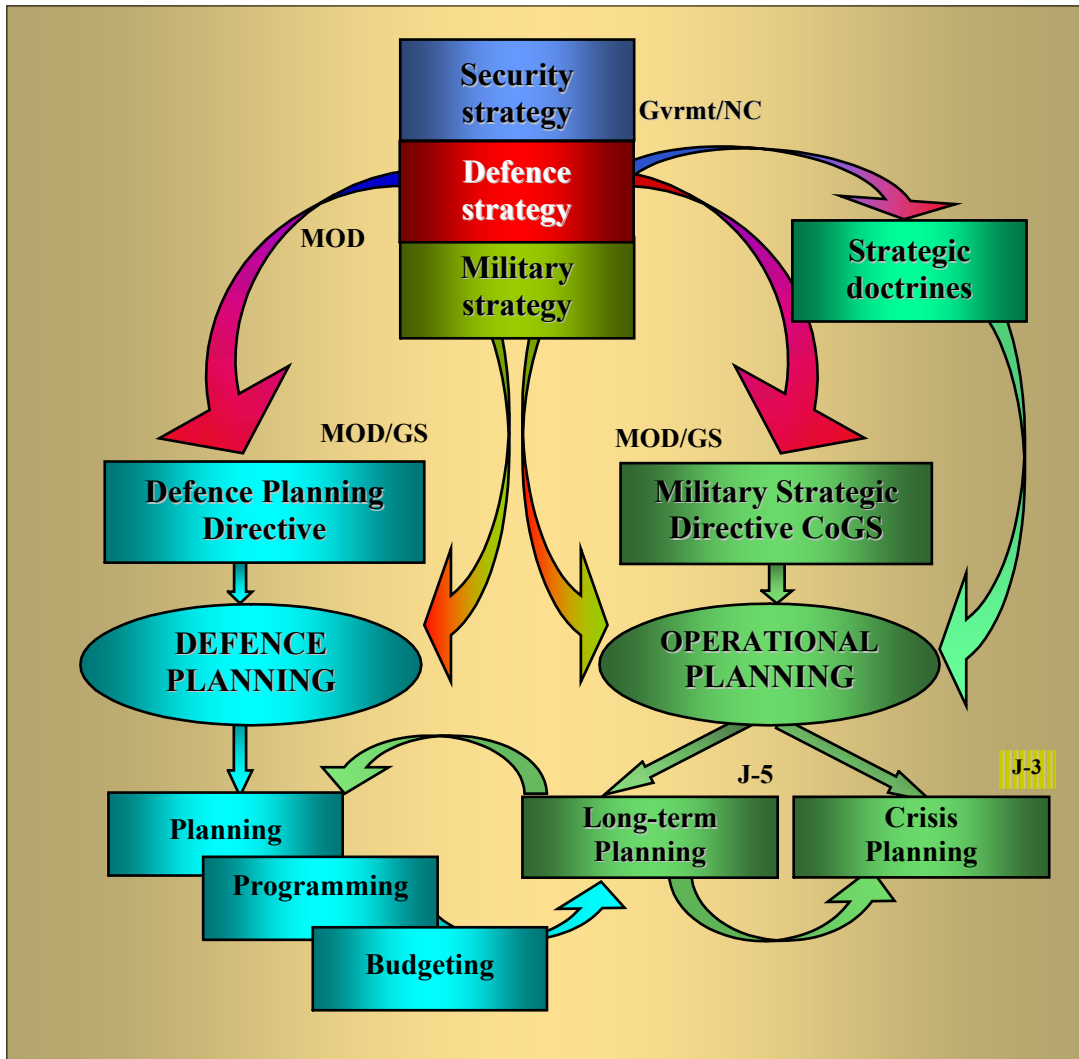 Security
strategy
Gvrmt/NC
Defence
strategy
MOD
Military
strategy
Strategic
doctrines
MOD/GS
MOD/GS
Defence Planning
Directive
Military Strategic
Directive CoGS
DEFENCE
PLANNING
OPERATIONAL
PLANNING
J-5
J-3
Planning
Long-term
Planning
Crisis
Planning
Programming
Budgeting